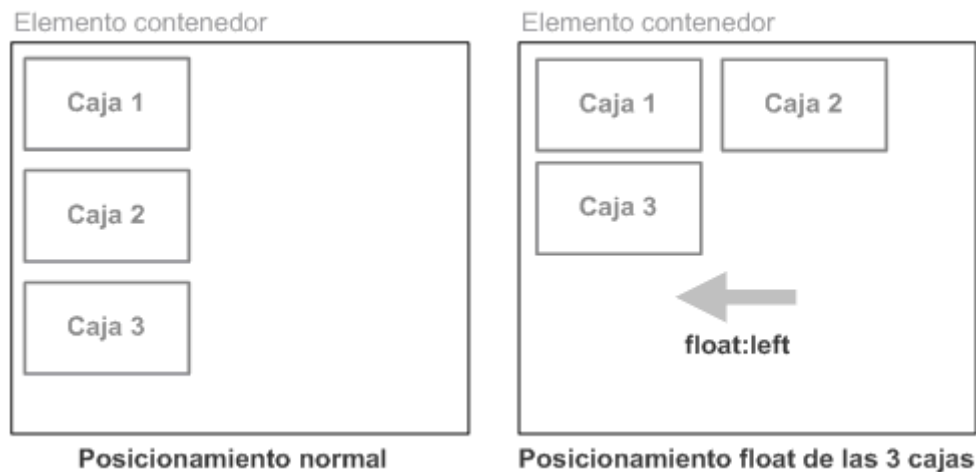 Elemento contenedor
Caja 1
Caja 2
Caja 3
Posicionamiento normal
Elemento contenedor
Caja 1
Caja 2
Caja 3
float:left
Posicionamiento float de las 3 cajas